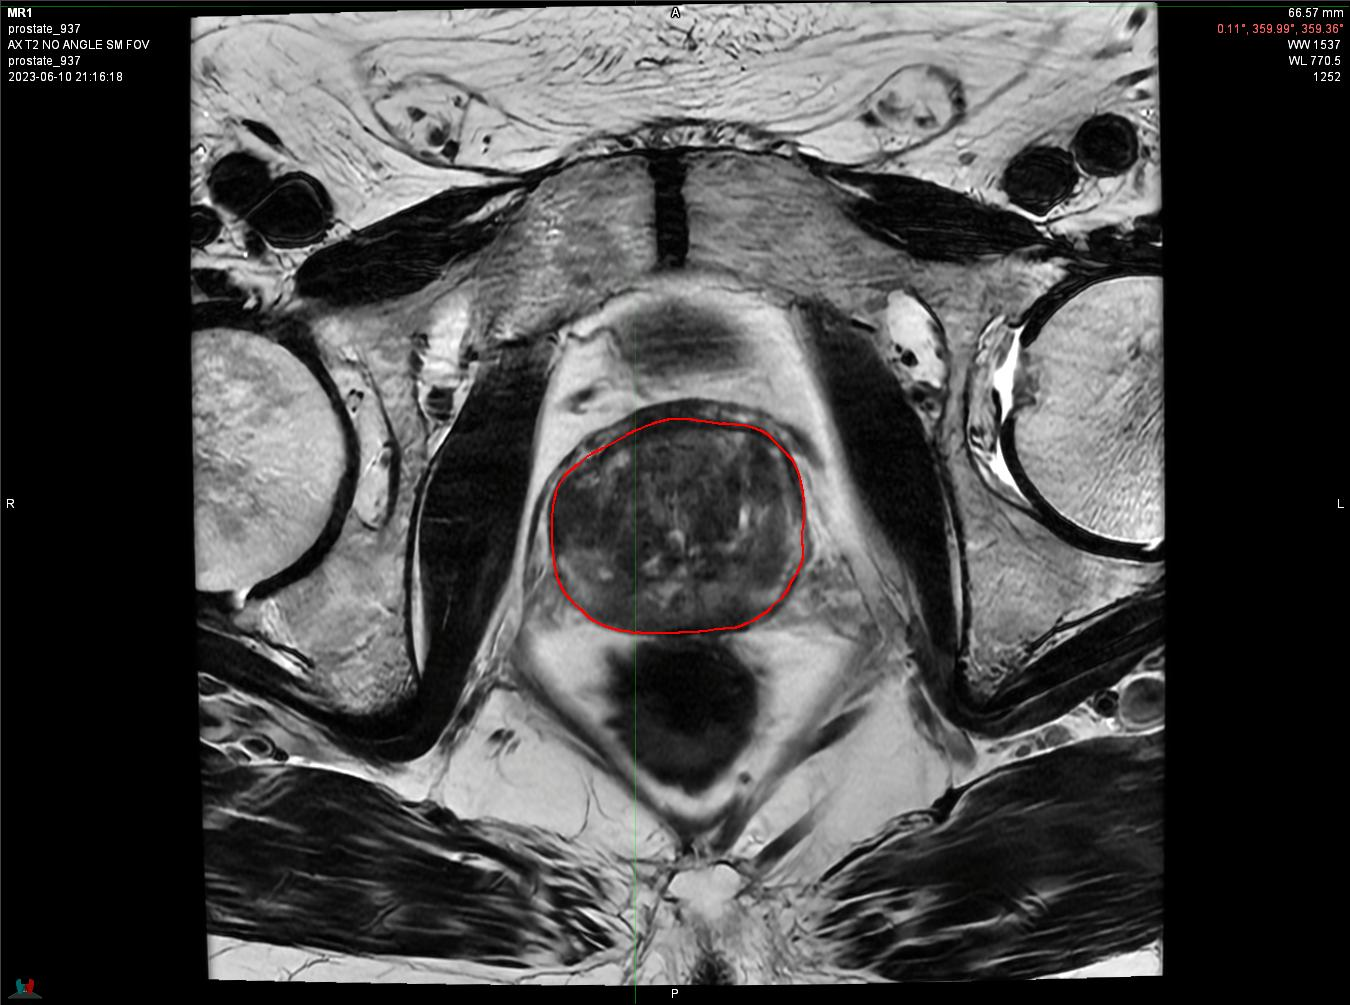 MR1
prostate_937
AX T2 NO ANGLE SM FOV
prostate_937
2023-06-10 21:16:18
A
66.57 mm
0.11°, 359.99°, 359.36°
WW 1537
WL 770.5
1252
R
L
P